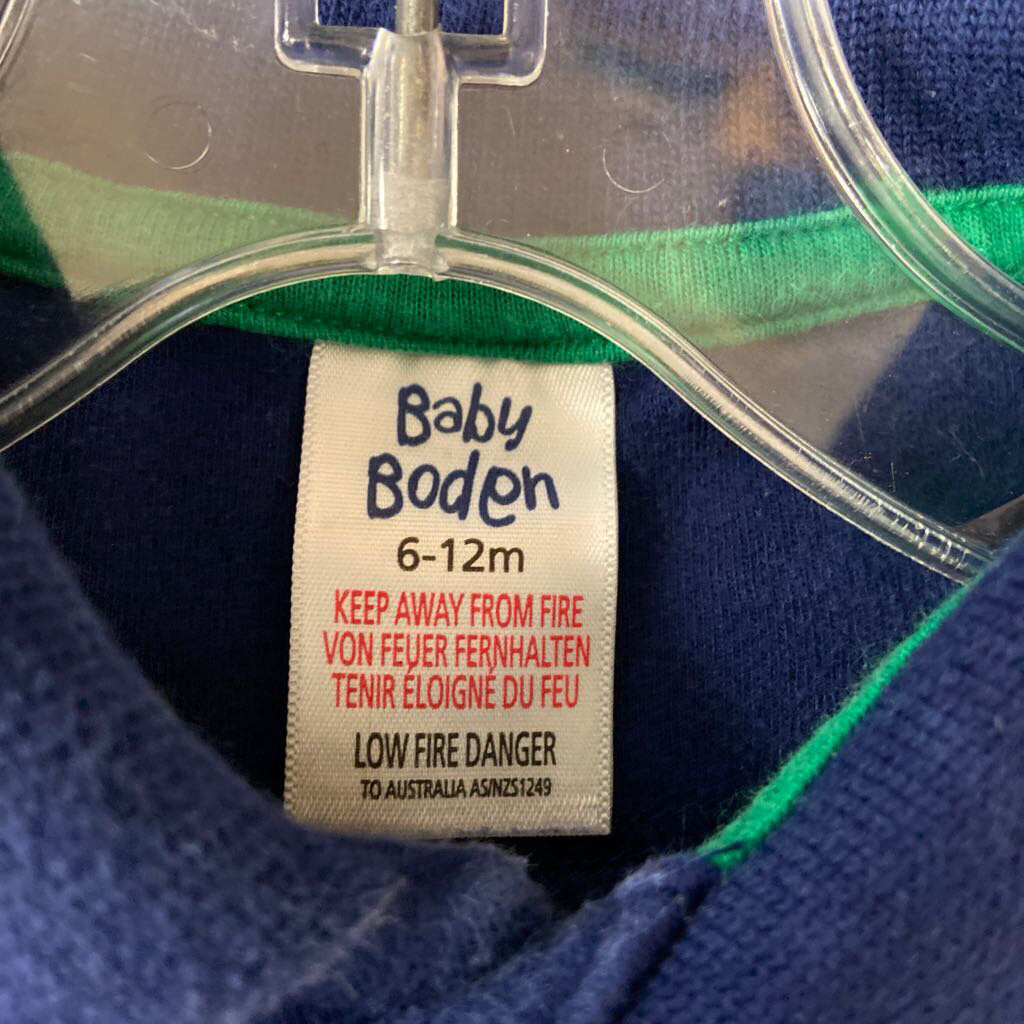 Baby
Boden
6-12m
KEEP AWAY FROM FIRE
VON FEUER FERNHALTEN
TENIR ÉLOIGNÉ DU FEU
LOW FIRE DANGER
TO AUSTRALIA AS/NZS1249